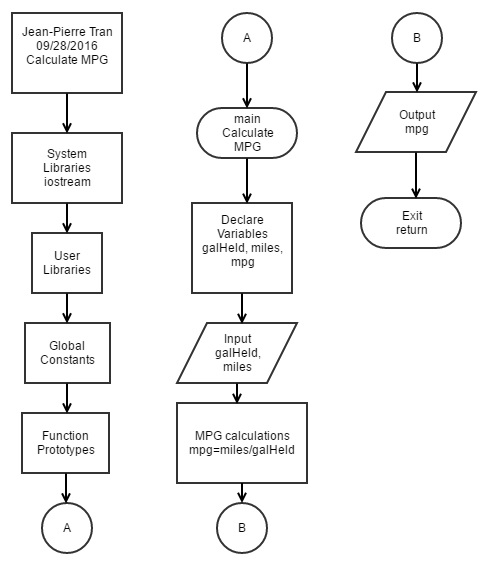 Jean-Pierre Tran
09/28/2016
Calculate MPG
System
Libraries
iostream
User
Libraries
Global
Constants
Function
Prototypes
A
A
main
Calculate
MPG
Declare
Variables
galHeld, miles,
mpg
Input
galHeld,
miles
MPG calculations
mpg=miles/galHeld
B
B
Output
mpg
Exit
return